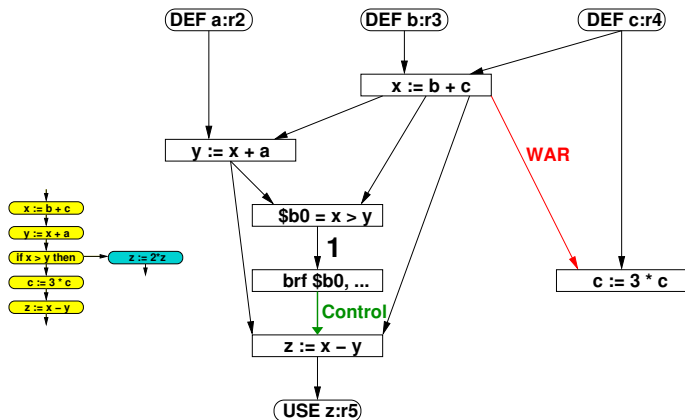 DEF a:r2
DEF b:r3
DEF c:r4
x := b + c
y := x + a
WAR
$b0 = x > y
1
brf $b0, ...
c := 3 * c
Control
z := x − y
USE z:r5
x := b + c
y := x + a
if x > y then
z := 2*z
c := 3 * c
z := x − y